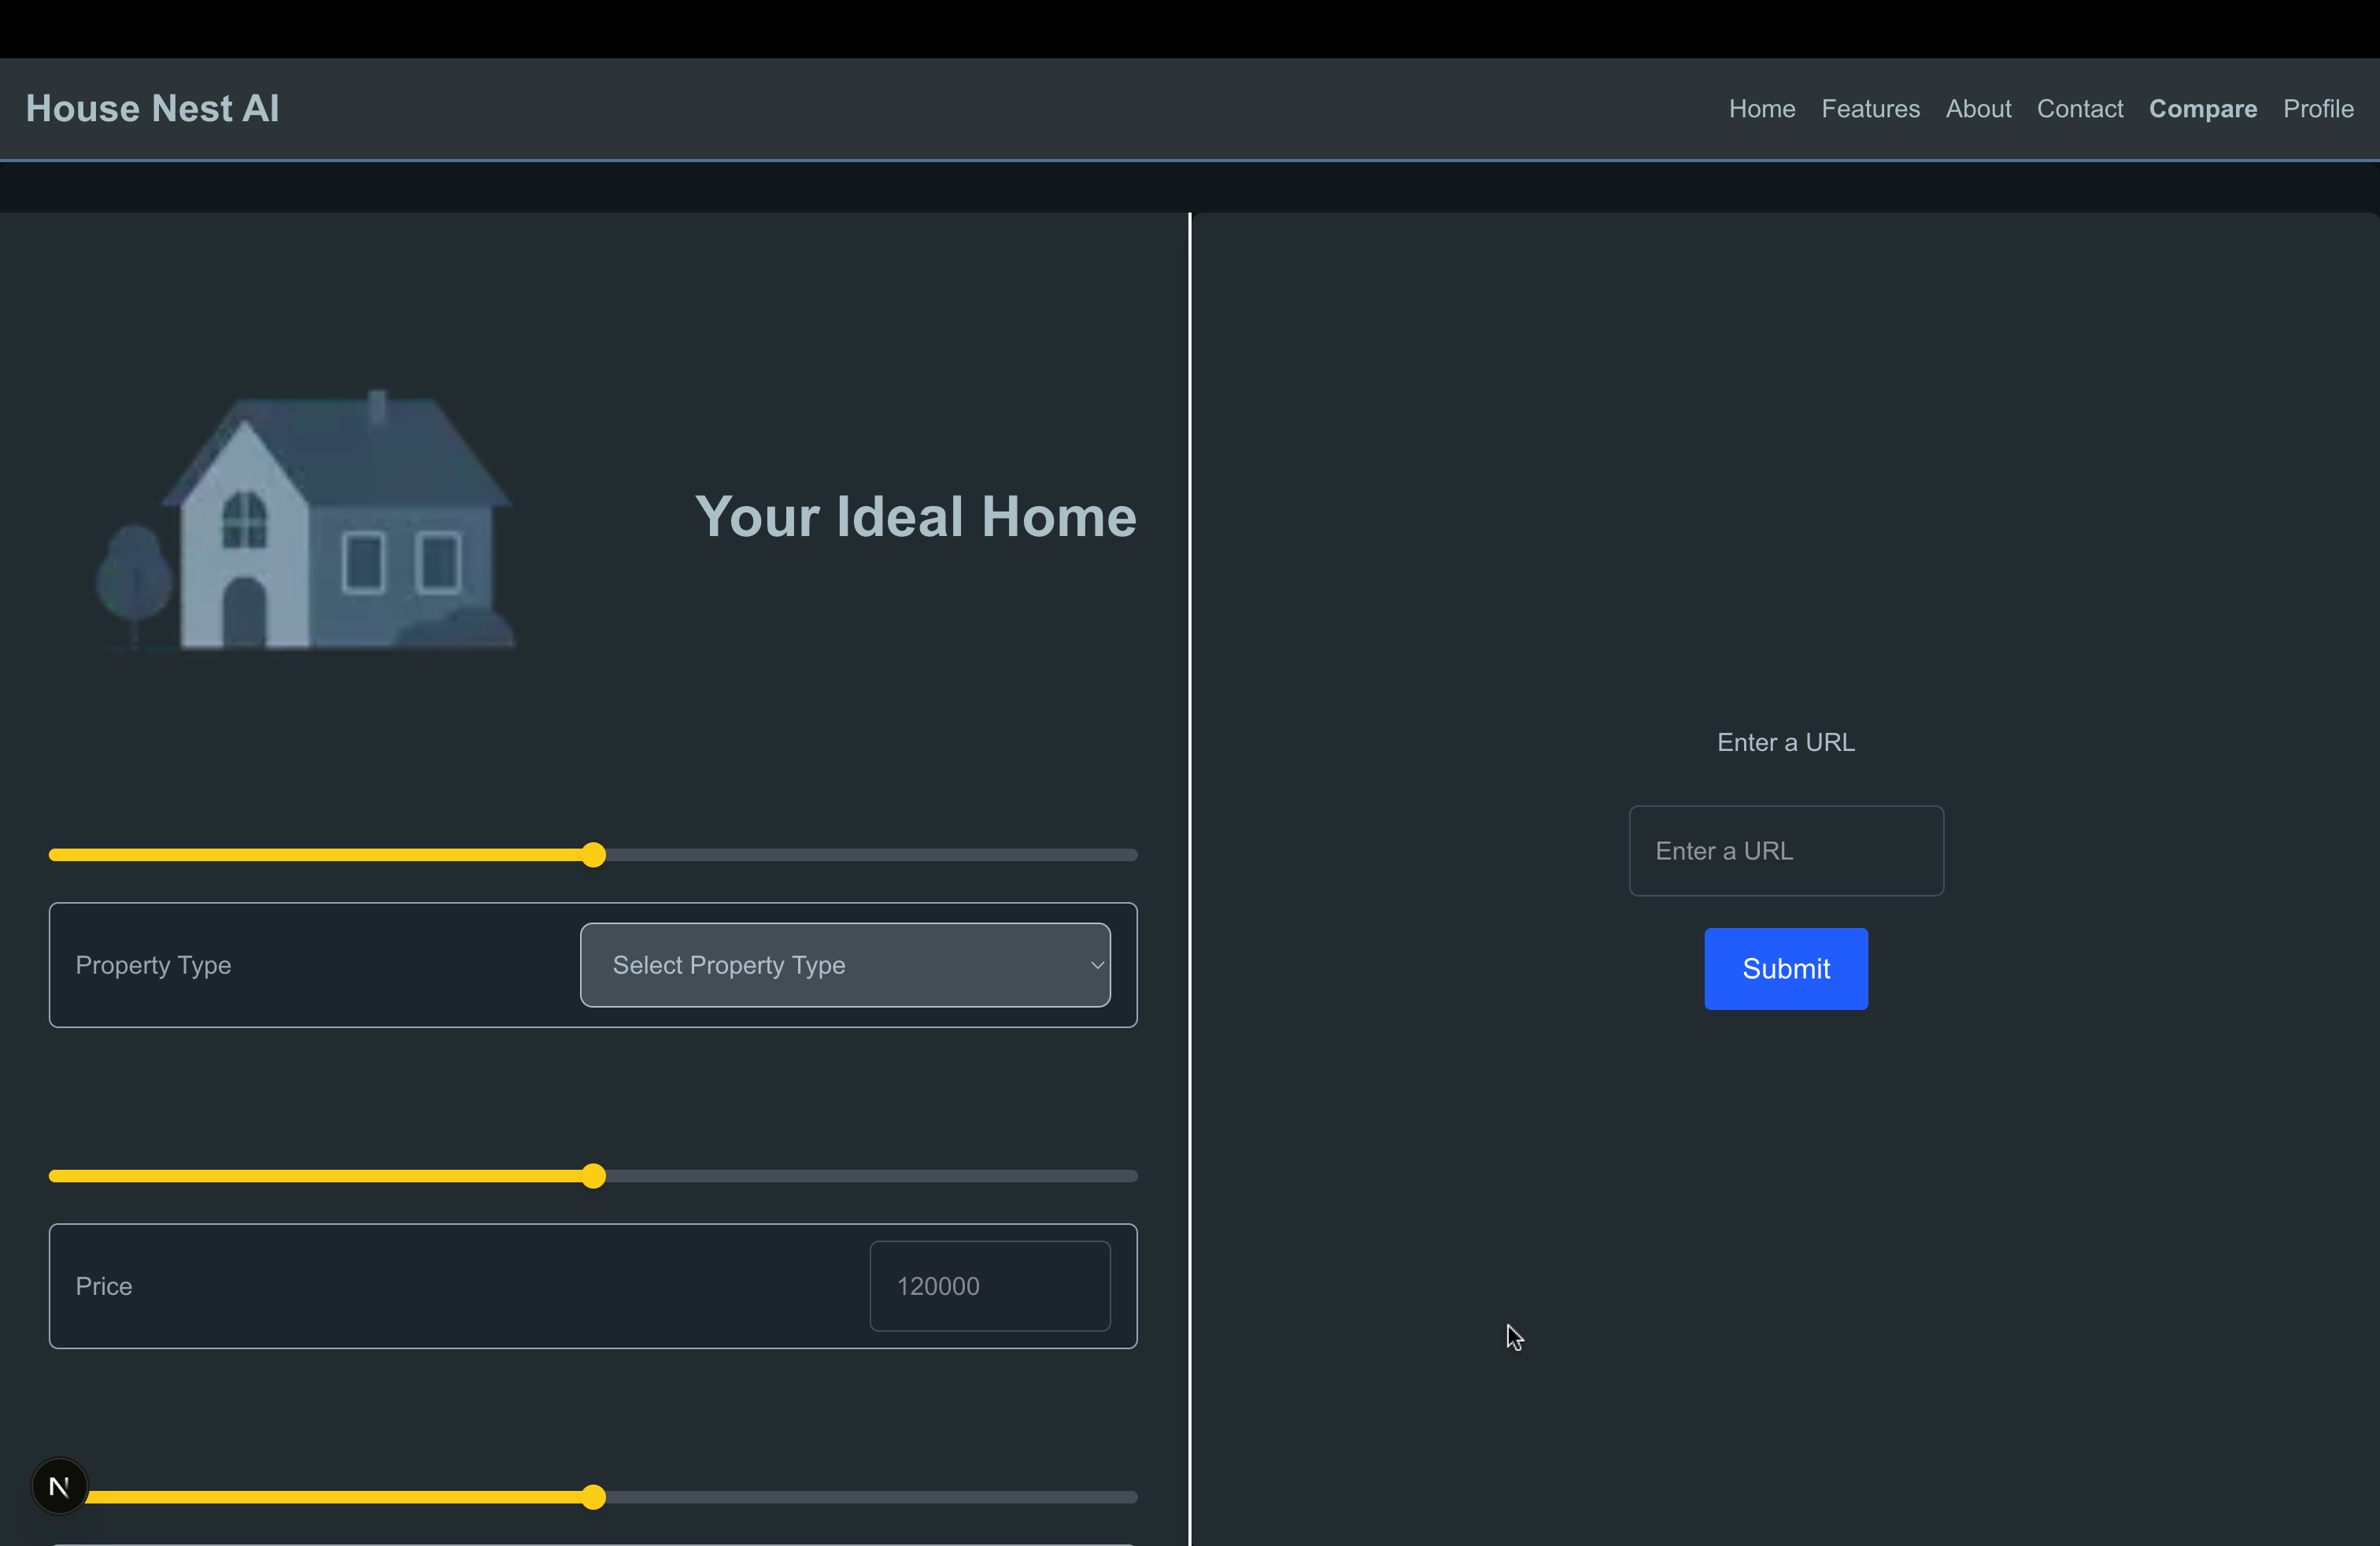 House Nest AI
Home Features About Contact Compare Profile
Your Ideal Home
Property Type
Select Property Type
Price
120000
N
Enter a URL
Enter a URL
Submit